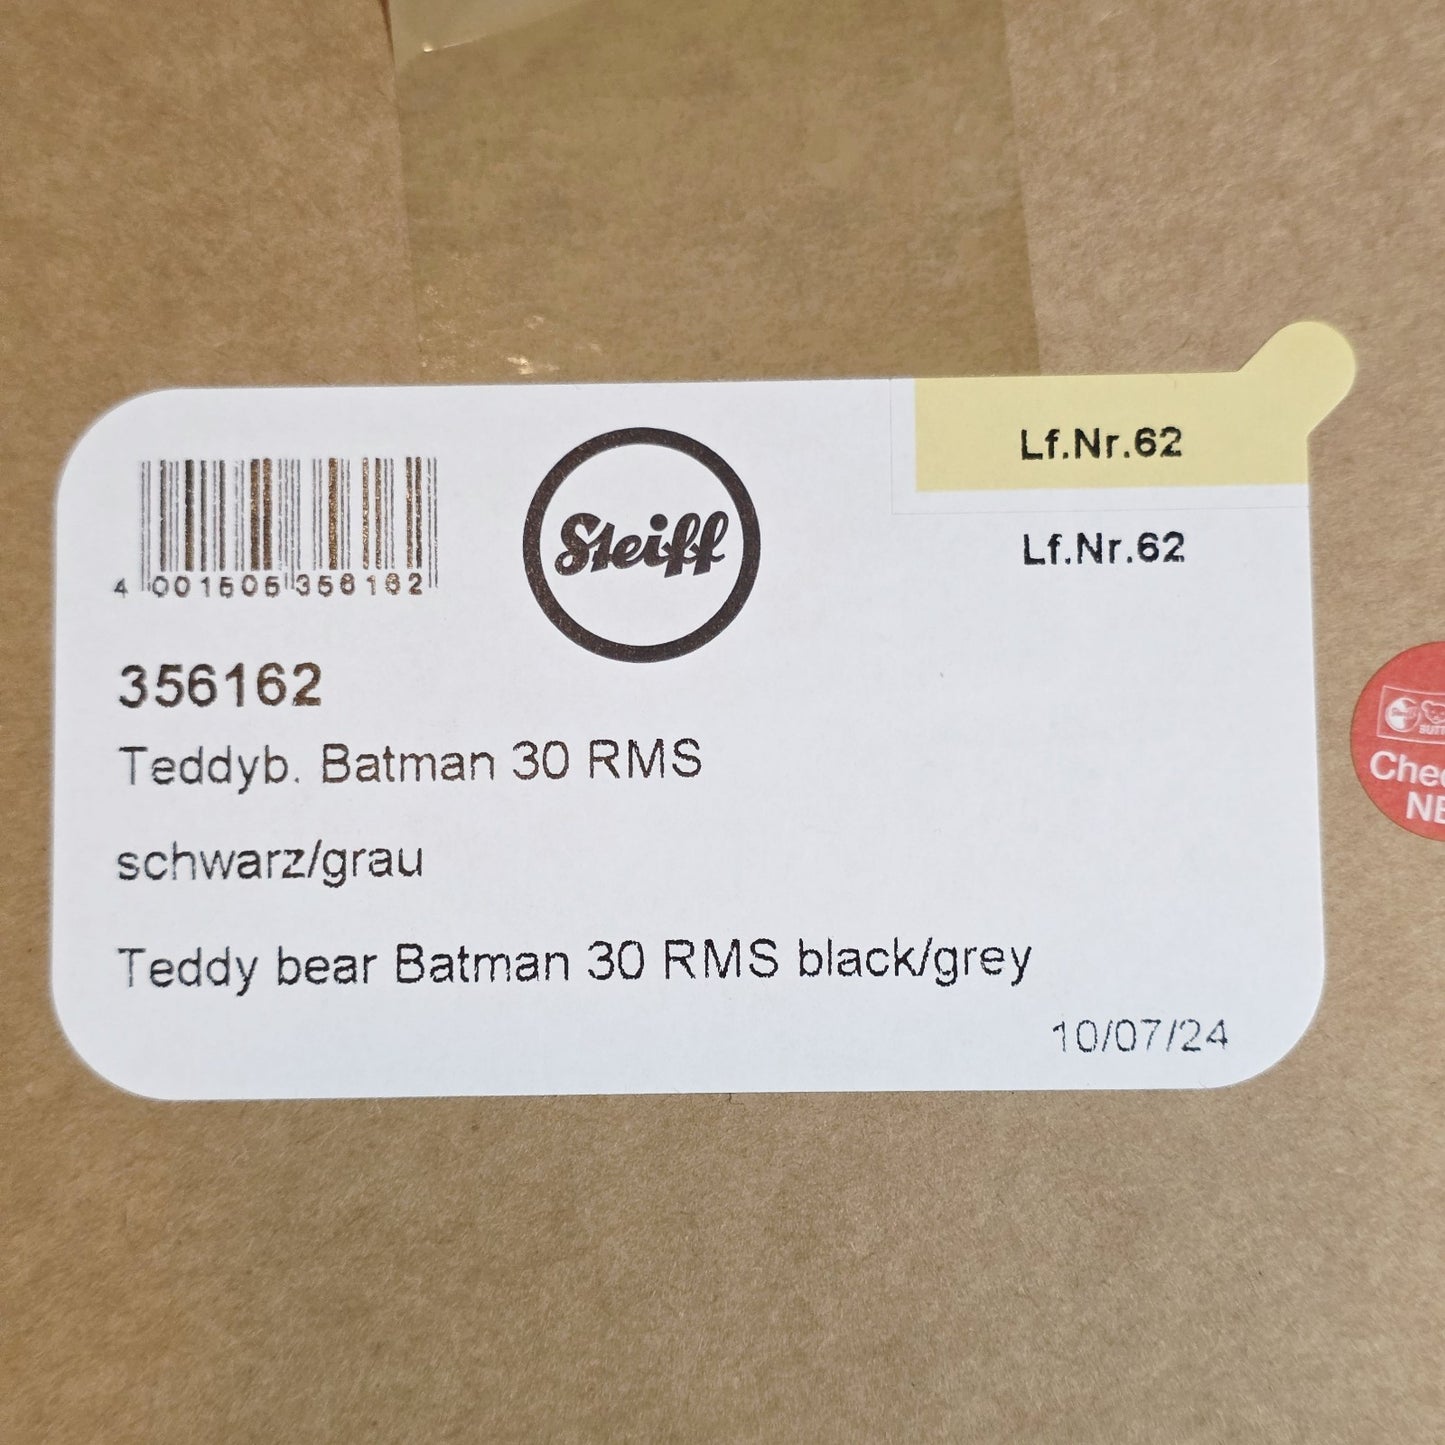 Lf.Nr.62
Lf.Nr.62
4 001505 356162
Steiff
356162
Teddyb. Batman 30 RMS
schwarz/grau
Teddy bear Batman 30 RMS black/grey
10/07/24